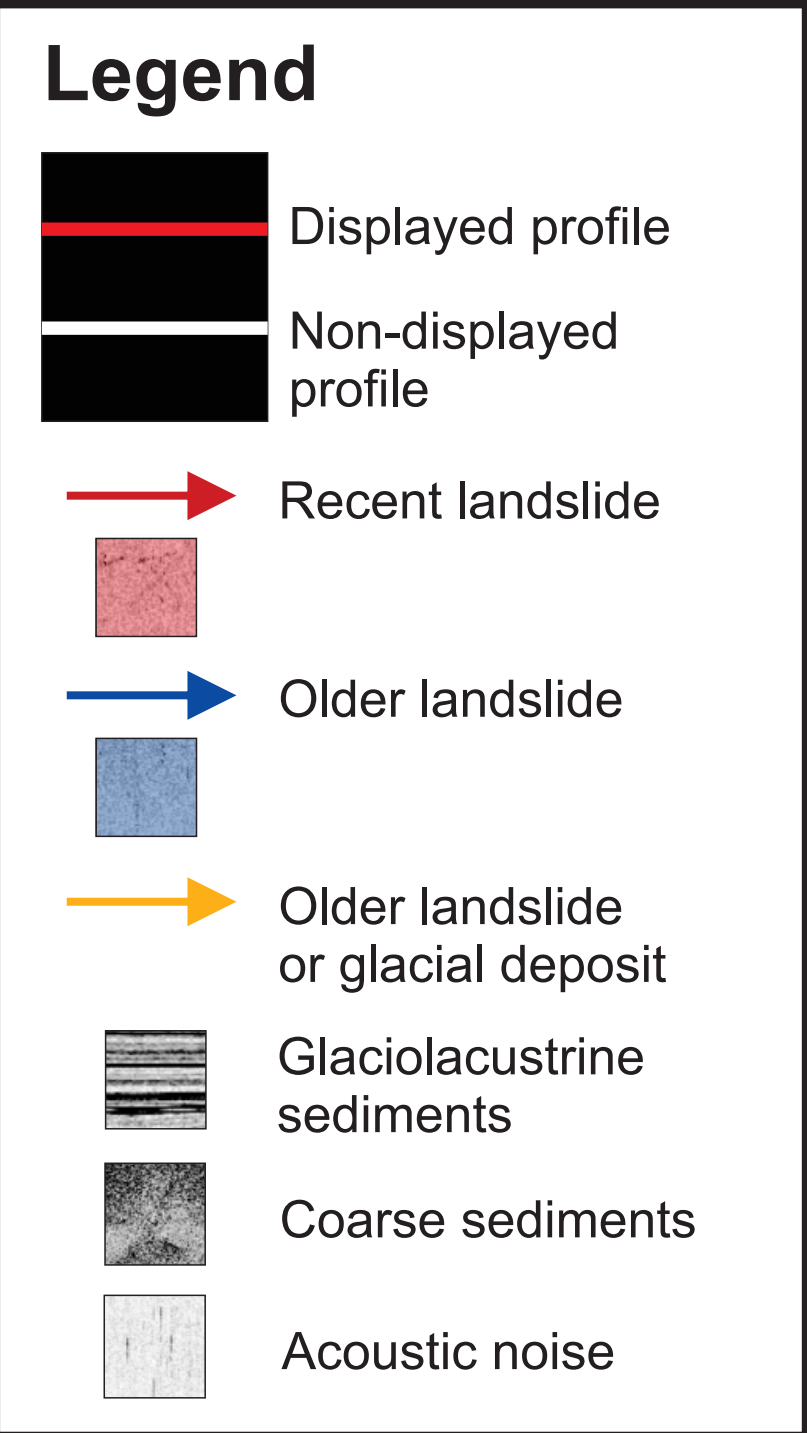 Legend
Displayed profile
Non-displayed
profile
Recent landslide
Older landslide
Older landslide
or glacial deposit
Glaciolacustrine
sediments
Coarse sediments
Acoustic noise